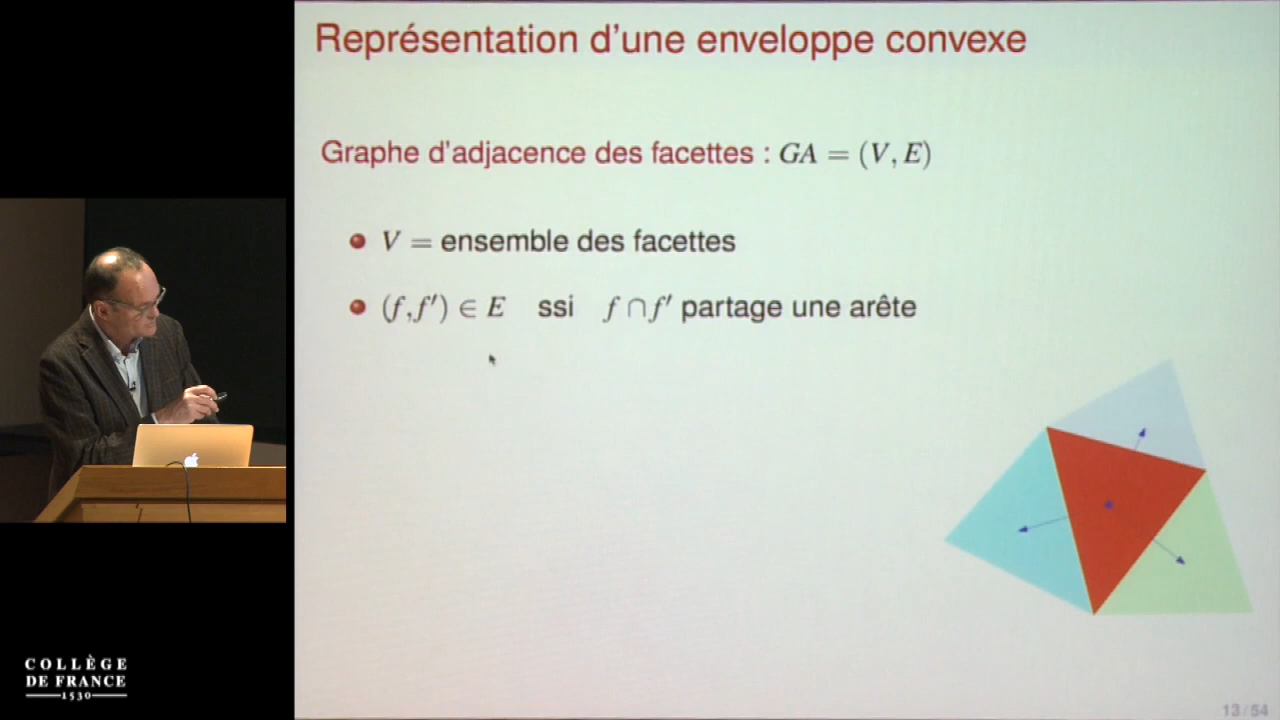 Représentation d'une enveloppe convexe
Graphe d'adjacence des facettes : GA = (V, E)
V = ensemble des facettes
(f,f′) ∈ E ssi f ∩ f′ partage une arête
COLLÈGE
DE FRANCE
1530
13/54